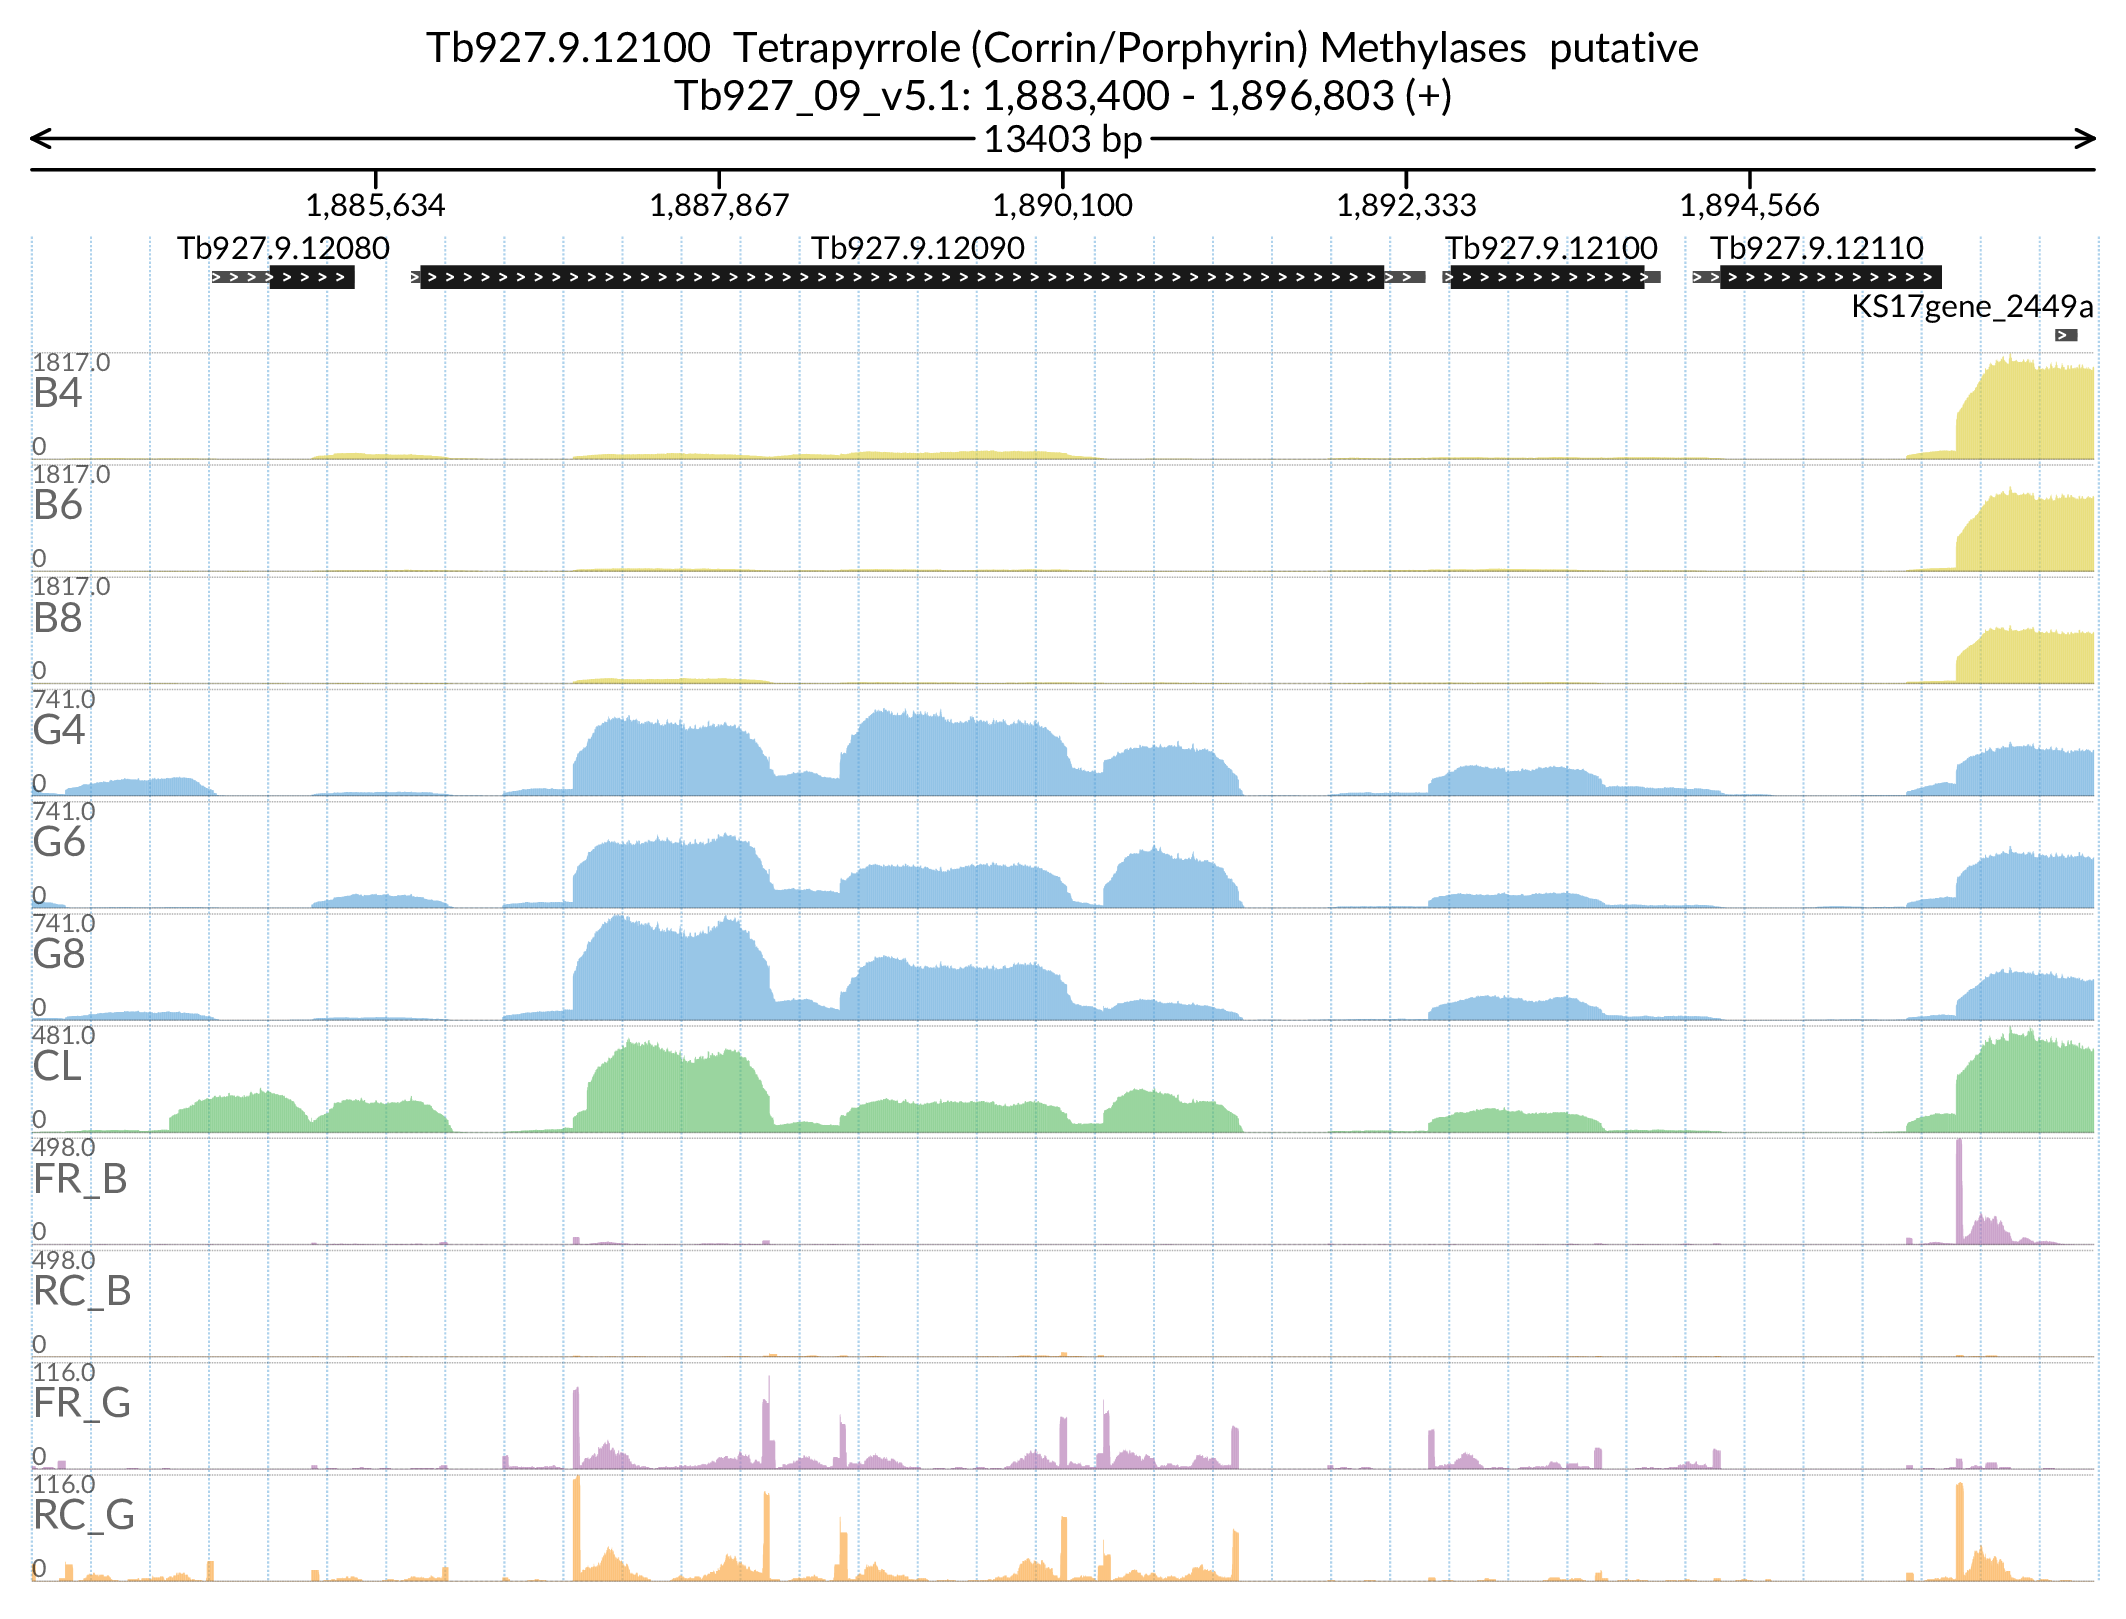 Tb927.9.12100 Tetrapyrrole (Corrin/Porphyrin) Methylases putative
Tb927_09_v5.1: 1,883,400 - 1,896,803 (+)
13403 bp
1,885,634 1,887,867 1,890,100 1,892,333 1,894,566
Tb927.9.12080 Tb927.9.12090 Tb927.9.12100 Tb927.9.12110
KS17gene_2449a
1817.0
B4
0
1817.0
B6
0
1817.0
B8
0
741.0
G4
0
741.0
G6
0
741.0
G8
0
481.0
CL
0
498.0
FR_B
0
498.0
RC_B
0
116.0
FR_G
0
116.0
RC_G
0